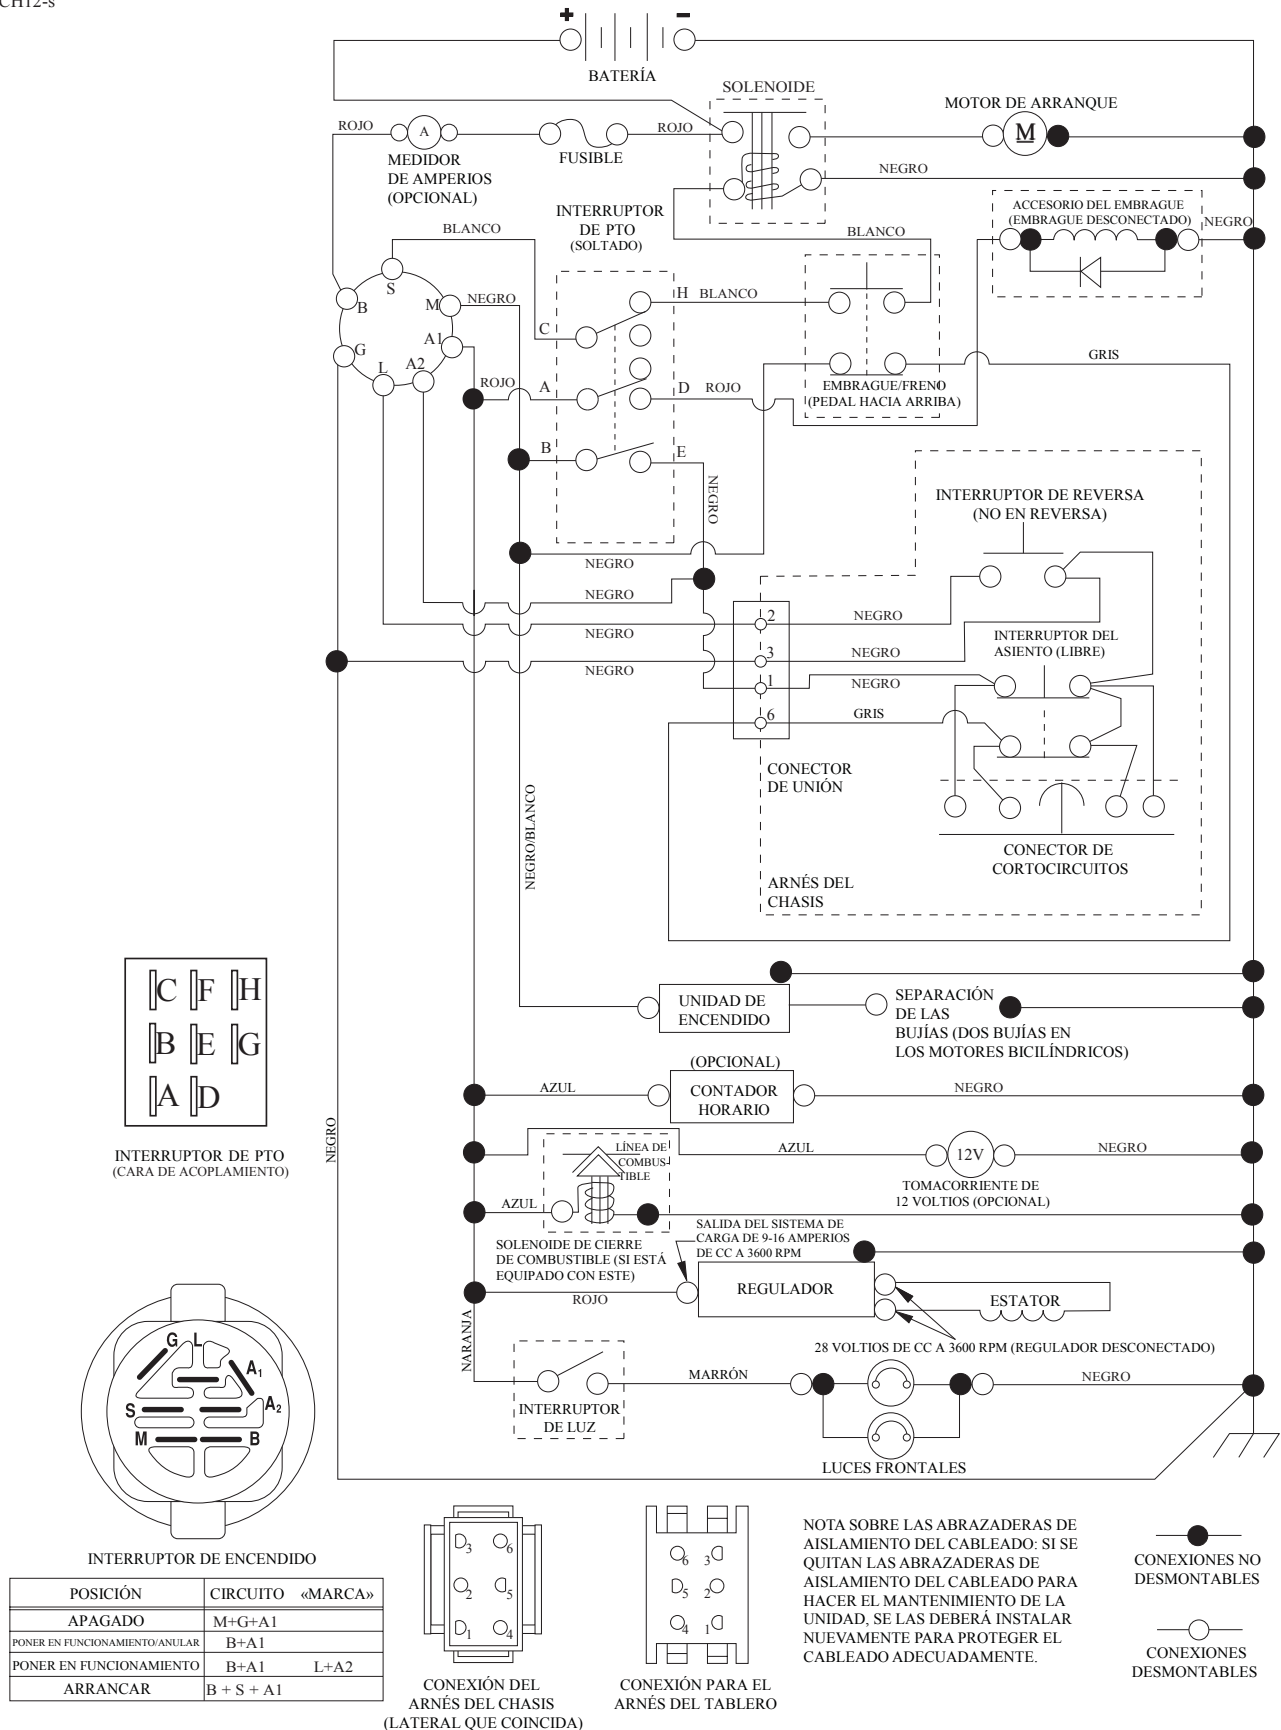 CH12-s
+ −
BATERÍA
SOLENOIDE
MOTOR DE ARRANQUE
ROJO
A
ROJO
M
FUSIBLE
MEDIDOR
DE AMPERIOS
(OPCIONAL)
NEGRO
ACCESORIO DEL EMBRAGUE
(EMBRAGUE DESCONECTADO)
NEGRO
INTERRUPTOR
DE PTO
(SOLTADO)
BLANCO
BLANCO
S
B
M
NEGRO
H
BLANCO
C
G
A1
L
A2
GRIS
ROJO
A
D
ROJO
EMBRAGUE/FRENO
(PEDAL HACIA ARRIBA)
B
E
NEGRO
INTERRUPTOR DE REVERSA
(NO EN REVERSA)
NEGRO
NEGRO
2
NEGRO
NEGRO
INTERRUPTOR DEL
ASIENTO (LIBRE)
3
NEGRO
NEGRO
1
NEGRO
6
GRIS
CONECTOR
DE UNIÓN
NEGRO/BLANCO
CONECTOR DE
CORTOCIRCUITOS
ARNÉS DEL
CHASIS
C F H
B E G
A D
INTERRUPTOR DE PTO
(CARA DE ACOPLAMIENTO)
UNIDAD DE
ENCENDIDO
SEPARACIÓN
DE LAS
BUJÍAS (DOS BUJÍAS EN
LOS MOTORES BICILÍNDRICOS)
(OPCIONAL)
AZUL
CONTADOR
HORARIO
NEGRO
NEGRO
LÍNEA DE
COMBUS-
TIBLE
AZUL
12V
NEGRO
TOMACORRIENTE DE
12 VOLTIOS (OPCIONAL)
AZUL
SOLENOIDE DE CIERRE
DE COMBUSTIBLE (SI ESTÁ
EQUIPADO CON ESTE)
SALIDA DEL SISTEMA DE
CARGA DE 9-16 AMPERIOS
DE CC A 3600 RPM
REGULADOR
ROJO
ESTATOR
NARANJA
28 VOLTIOS DE CC A 3600 RPM (REGULADOR DESCONECTADO)
MARRÓN
NEGRO
INTERRUPTOR
DE LUZ
LUCES FRONTALES
G L
A1
S
A2
M
B
INTERRUPTOR DE ENCENDIDO
POSICIÓN CIRCUITO «MARCA»
APAGADO M+G+A1
PONER EN FUNCIONAMIENTO/ANULAR B+A1
PONER EN FUNCIONAMIENTO B+A1 L+A2
ARRANCAR B + S + A1
3 6
2 5
1 4
CONEXIÓN DEL
ARNÉS DEL CHASIS
(LATERAL QUE COINCIDA)
6 3
5 2
4 1
CONEXIÓN PARA EL
ARNÉS DEL TABLERO
NOTA SOBRE LAS ABRAZADERAS DE
AISLAMIENTO DEL CABLEADO: SI SE
QUITAN LAS ABRAZADERAS DE
AISLAMIENTO DEL CABLEADO PARA
HACER EL MANTENIMIENTO DE LA
UNIDAD, SE LAS DEBERÁ INSTALAR
NUEVAMENTE PARA PROTEGER EL
CABLEADO ADECUADAMENTE.
CONEXIONES NO
DESMONTABLES
CONEXIONES
DESMONTABLES